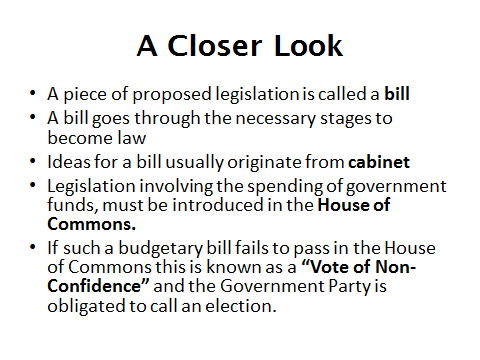 A Closer Look
• A piece of proposed legislation is called a bill
• A bill goes through the necessary stages to
become law
• Ideas for a bill usually originate from cabinet
• Legislation involving the spending of government
funds, must be introduced in the House of
Commons.
• If such a budgetary bill fails to pass in the House
of Commons this is known as a “Vote of Non-
Confidence” and the Government Party is
obligated to call an election.